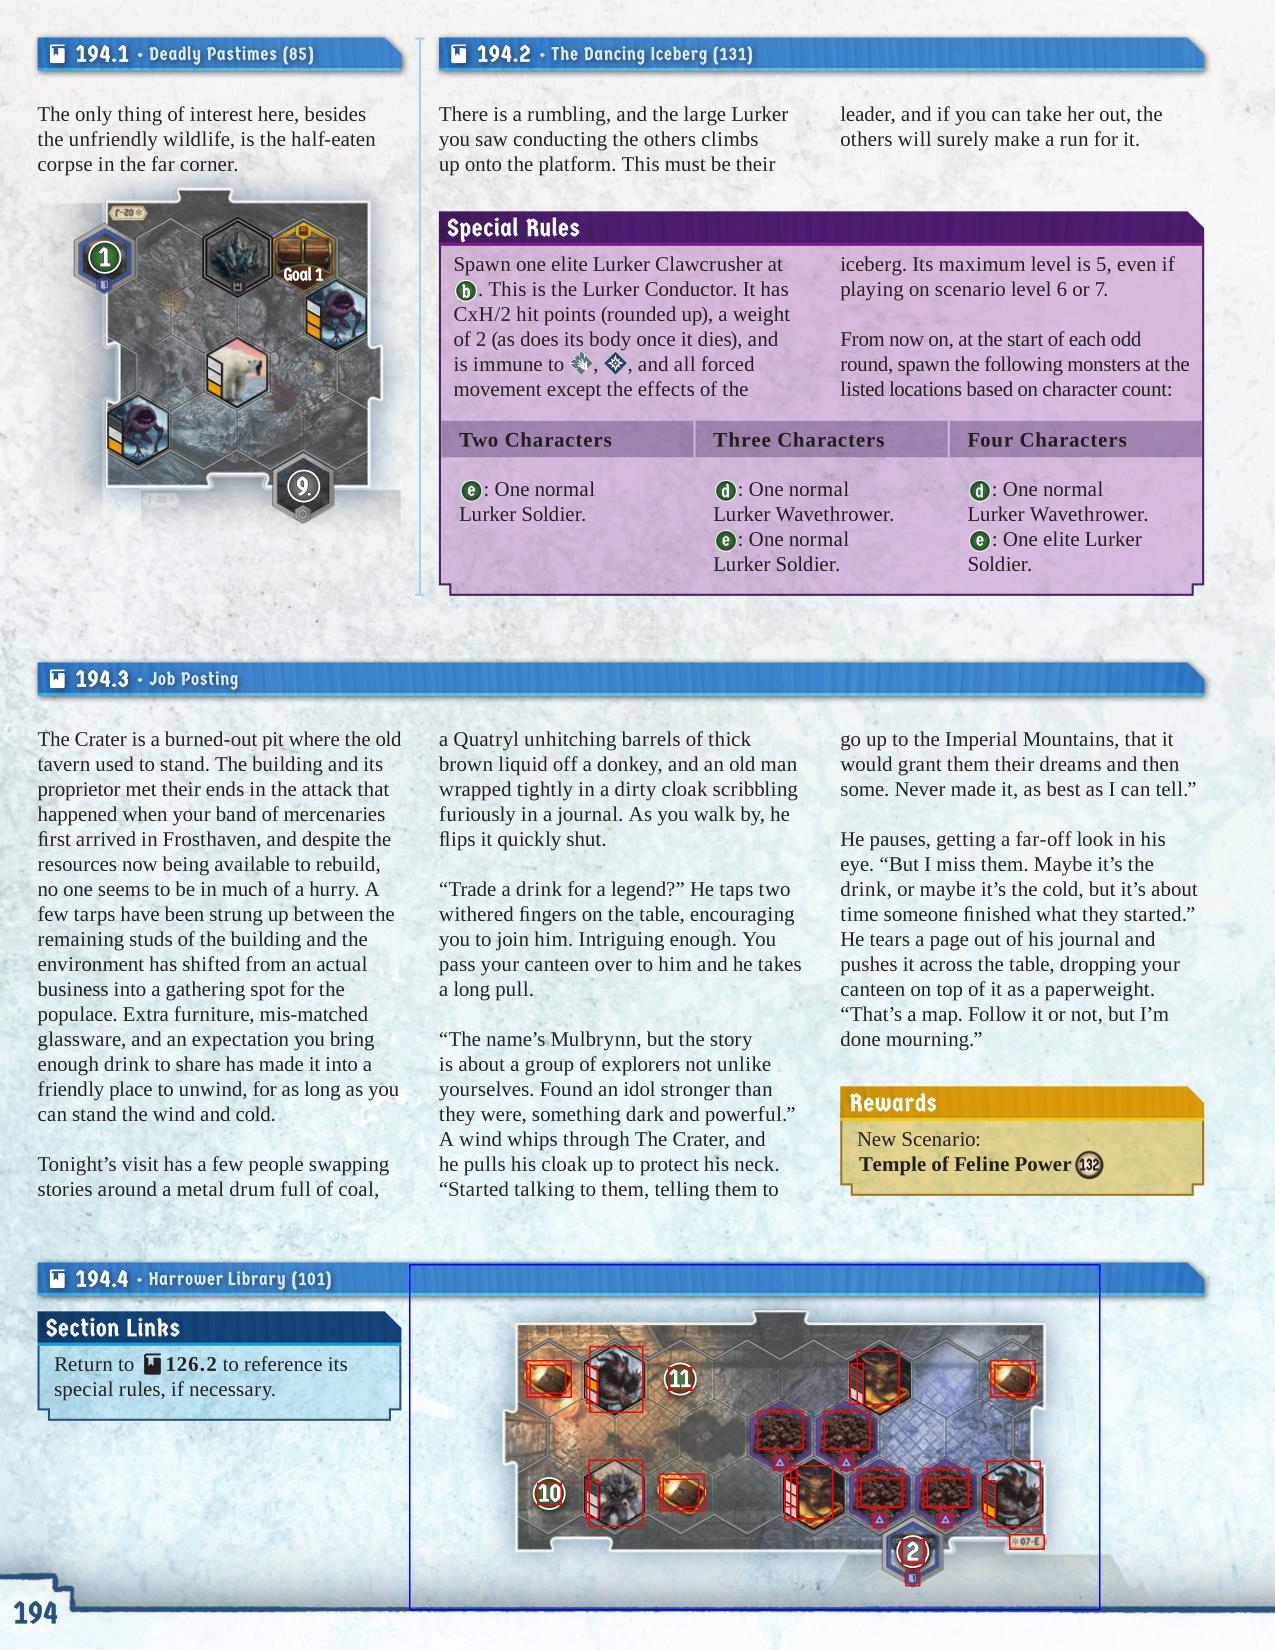 194.1 • Deadly Pastimes (85)
The only thing of interest here, besides
the unfriendly wildlife, is the half-eaten
corpse in the far corner.
20-J
1
Goal 1
9
194.2 • The Dancing Iceberg (131)
There is a rumbling, and the large Lurker
you saw conducting the others climbs
up onto the platform. This must be their
leader, and if you can take her out, the
others will surely make a run for it.
Special Rules
Spawn one elite Lurker Clawcrusher at
b. This is the Lurker Conductor. It has
CxH/2 hit points (rounded up), a weight
of 2 (as does its body once it dies), and
is immune to , , and all forced
movement except the effects of the
iceberg. Its maximum level is 5, even if
playing on scenario level 6 or 7.
From now on, at the start of each odd
round, spawn the following monsters at the
listed locations based on character count:
Two Characters
e: One normal
Lurker Soldier.
Three Characters
d: One normal
Lurker Wavethrower.
e: One normal
Lurker Soldier.
Four Characters
d: One normal
Lurker Wavethrower.
e: One elite Lurker
Soldier.
194.3 • Job Posting
The Crater is a burned-out pit where the old
tavern used to stand. The building and its
proprietor met their ends in the attack that
happened when your band of mercenaries
first arrived in Frosthaven, and despite the
resources now being available to rebuild,
no one seems to be in much of a hurry. A
few tarps have been strung up between the
remaining studs of the building and the
environment has shifted from an actual
business into a gathering spot for the
populace. Extra furniture, mis-matched
glassware, and an expectation you bring
enough drink to share has made it into a
friendly place to unwind, for as long as you
can stand the wind and cold.
Tonight’s visit has a few people swapping
stories around a metal drum full of coal,
a Quatryl unhitching barrels of thick
brown liquid off a donkey, and an old man
wrapped tightly in a dirty cloak scribbling
furiously in a journal. As you walk by, he
flips it quickly shut.
“Trade a drink for a legend?” He taps two
withered fingers on the table, encouraging
you to join him. Intriguing enough. You
pass your canteen over to him and he takes
a long pull.
“The name’s Mulbrynn, but the story
is about a group of explorers not unlike
yourselves. Found an idol stronger than
they were, something dark and powerful.”
A wind whips through The Crater, and
he pulls his cloak up to protect his neck.
“Started talking to them, telling them to
go up to the Imperial Mountains, that it
would grant them their dreams and then
some. Never made it, as best as I can tell.”
He pauses, getting a far-off look in his
eye. “But I miss them. Maybe it’s the
drink, or maybe it’s the cold, but it’s about
time someone finished what they started.”
He tears a page out of his journal and
pushes it across the table, dropping your
canteen on top of it as a paperweight.
“That’s a map. Follow it or not, but I’m
done mourning.”
Rewards
New Scenario:
Temple of Feline Power 132
194.4 • Harrower Library (101)
Section Links
Return to 126.2 to reference its
special rules, if necessary.
11
10
2
07-E
194